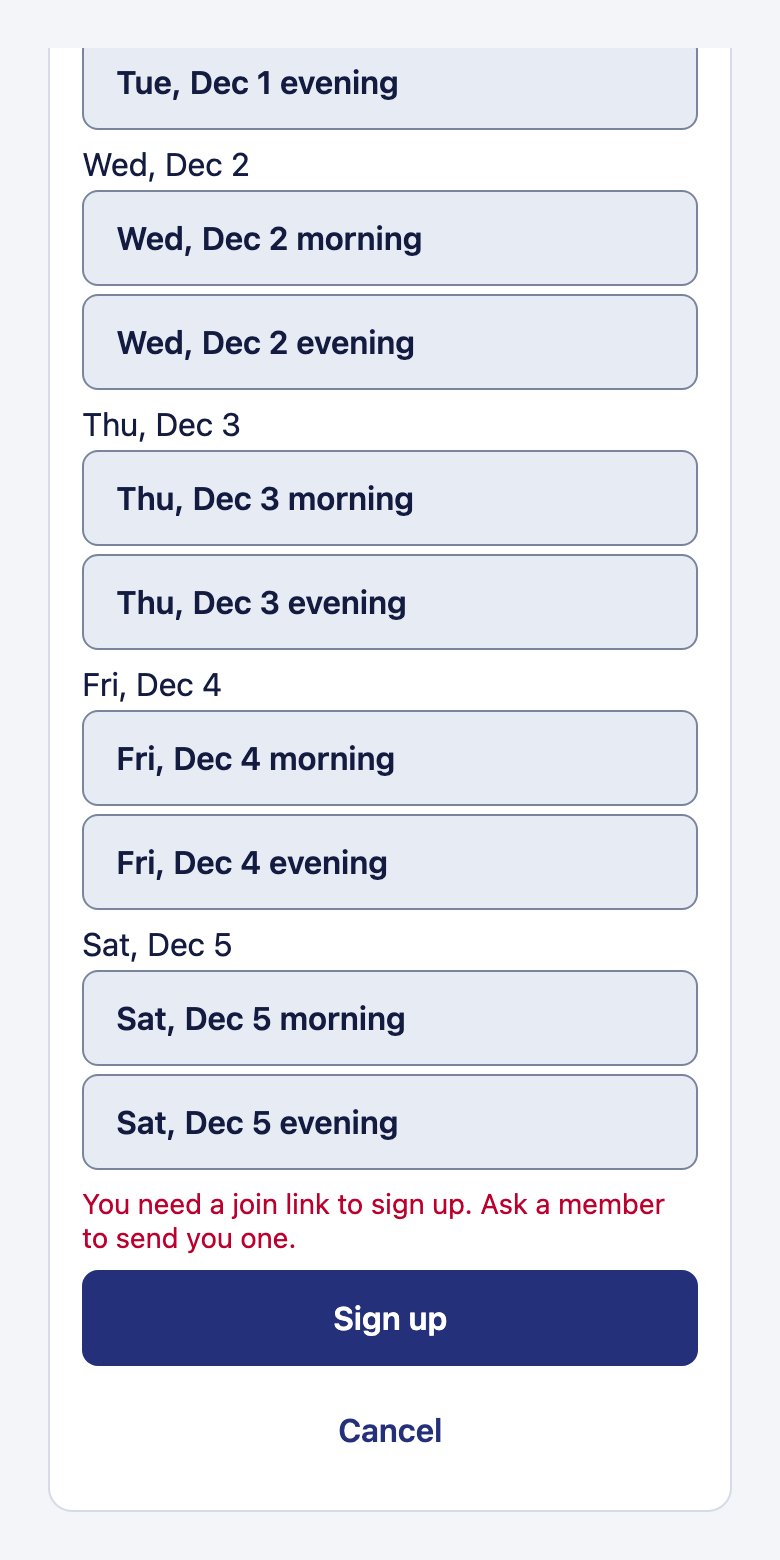 Tue, Dec 1 evening
Wed, Dec 2
Wed, Dec 2 morning
Wed, Dec 2 evening
Thu, Dec 3
Thu, Dec 3 morning
Thu, Dec 3 evening
Fri, Dec 4
Fri, Dec 4 morning
Fri, Dec 4 evening
Sat, Dec 5
Sat, Dec 5 morning
Sat, Dec 5 evening
You need a join link to sign up. Ask a member
to send you one.
Sign up
Cancel